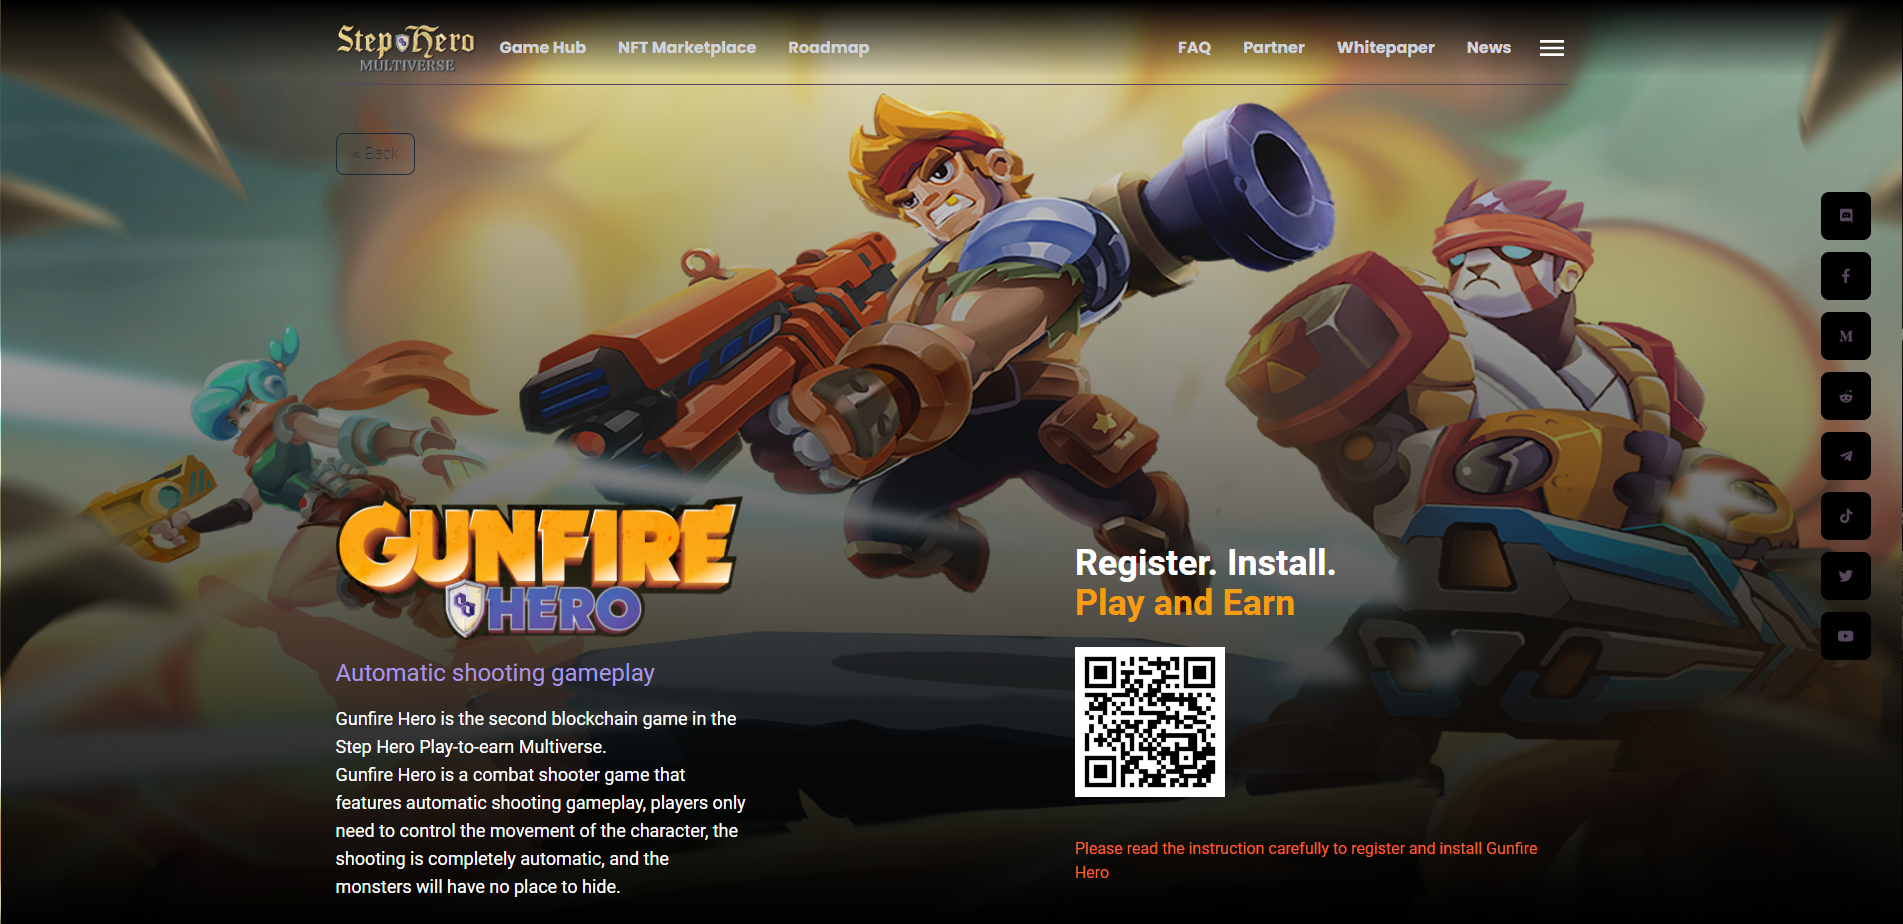 Step Hero
MULTIVERSE
Game Hub
NFT Marketplace
Roadmap
FAQ
Partner
Whitepaper
News
< Back
GUNFIRE
HERO
Automatic shooting gameplay
Gunfire Hero is the second blockchain game in the
Step Hero Play-to-earn Multiverse.
Gunfire Hero is a combat shooter game that
features automatic shooting gameplay, players only
need to control the movement of the character, the
shooting is completely automatic, and the
monsters will have no place to hide.
Register. Install.
Play and Earn
Please read the instruction carefully to register and install Gunfire
Hero